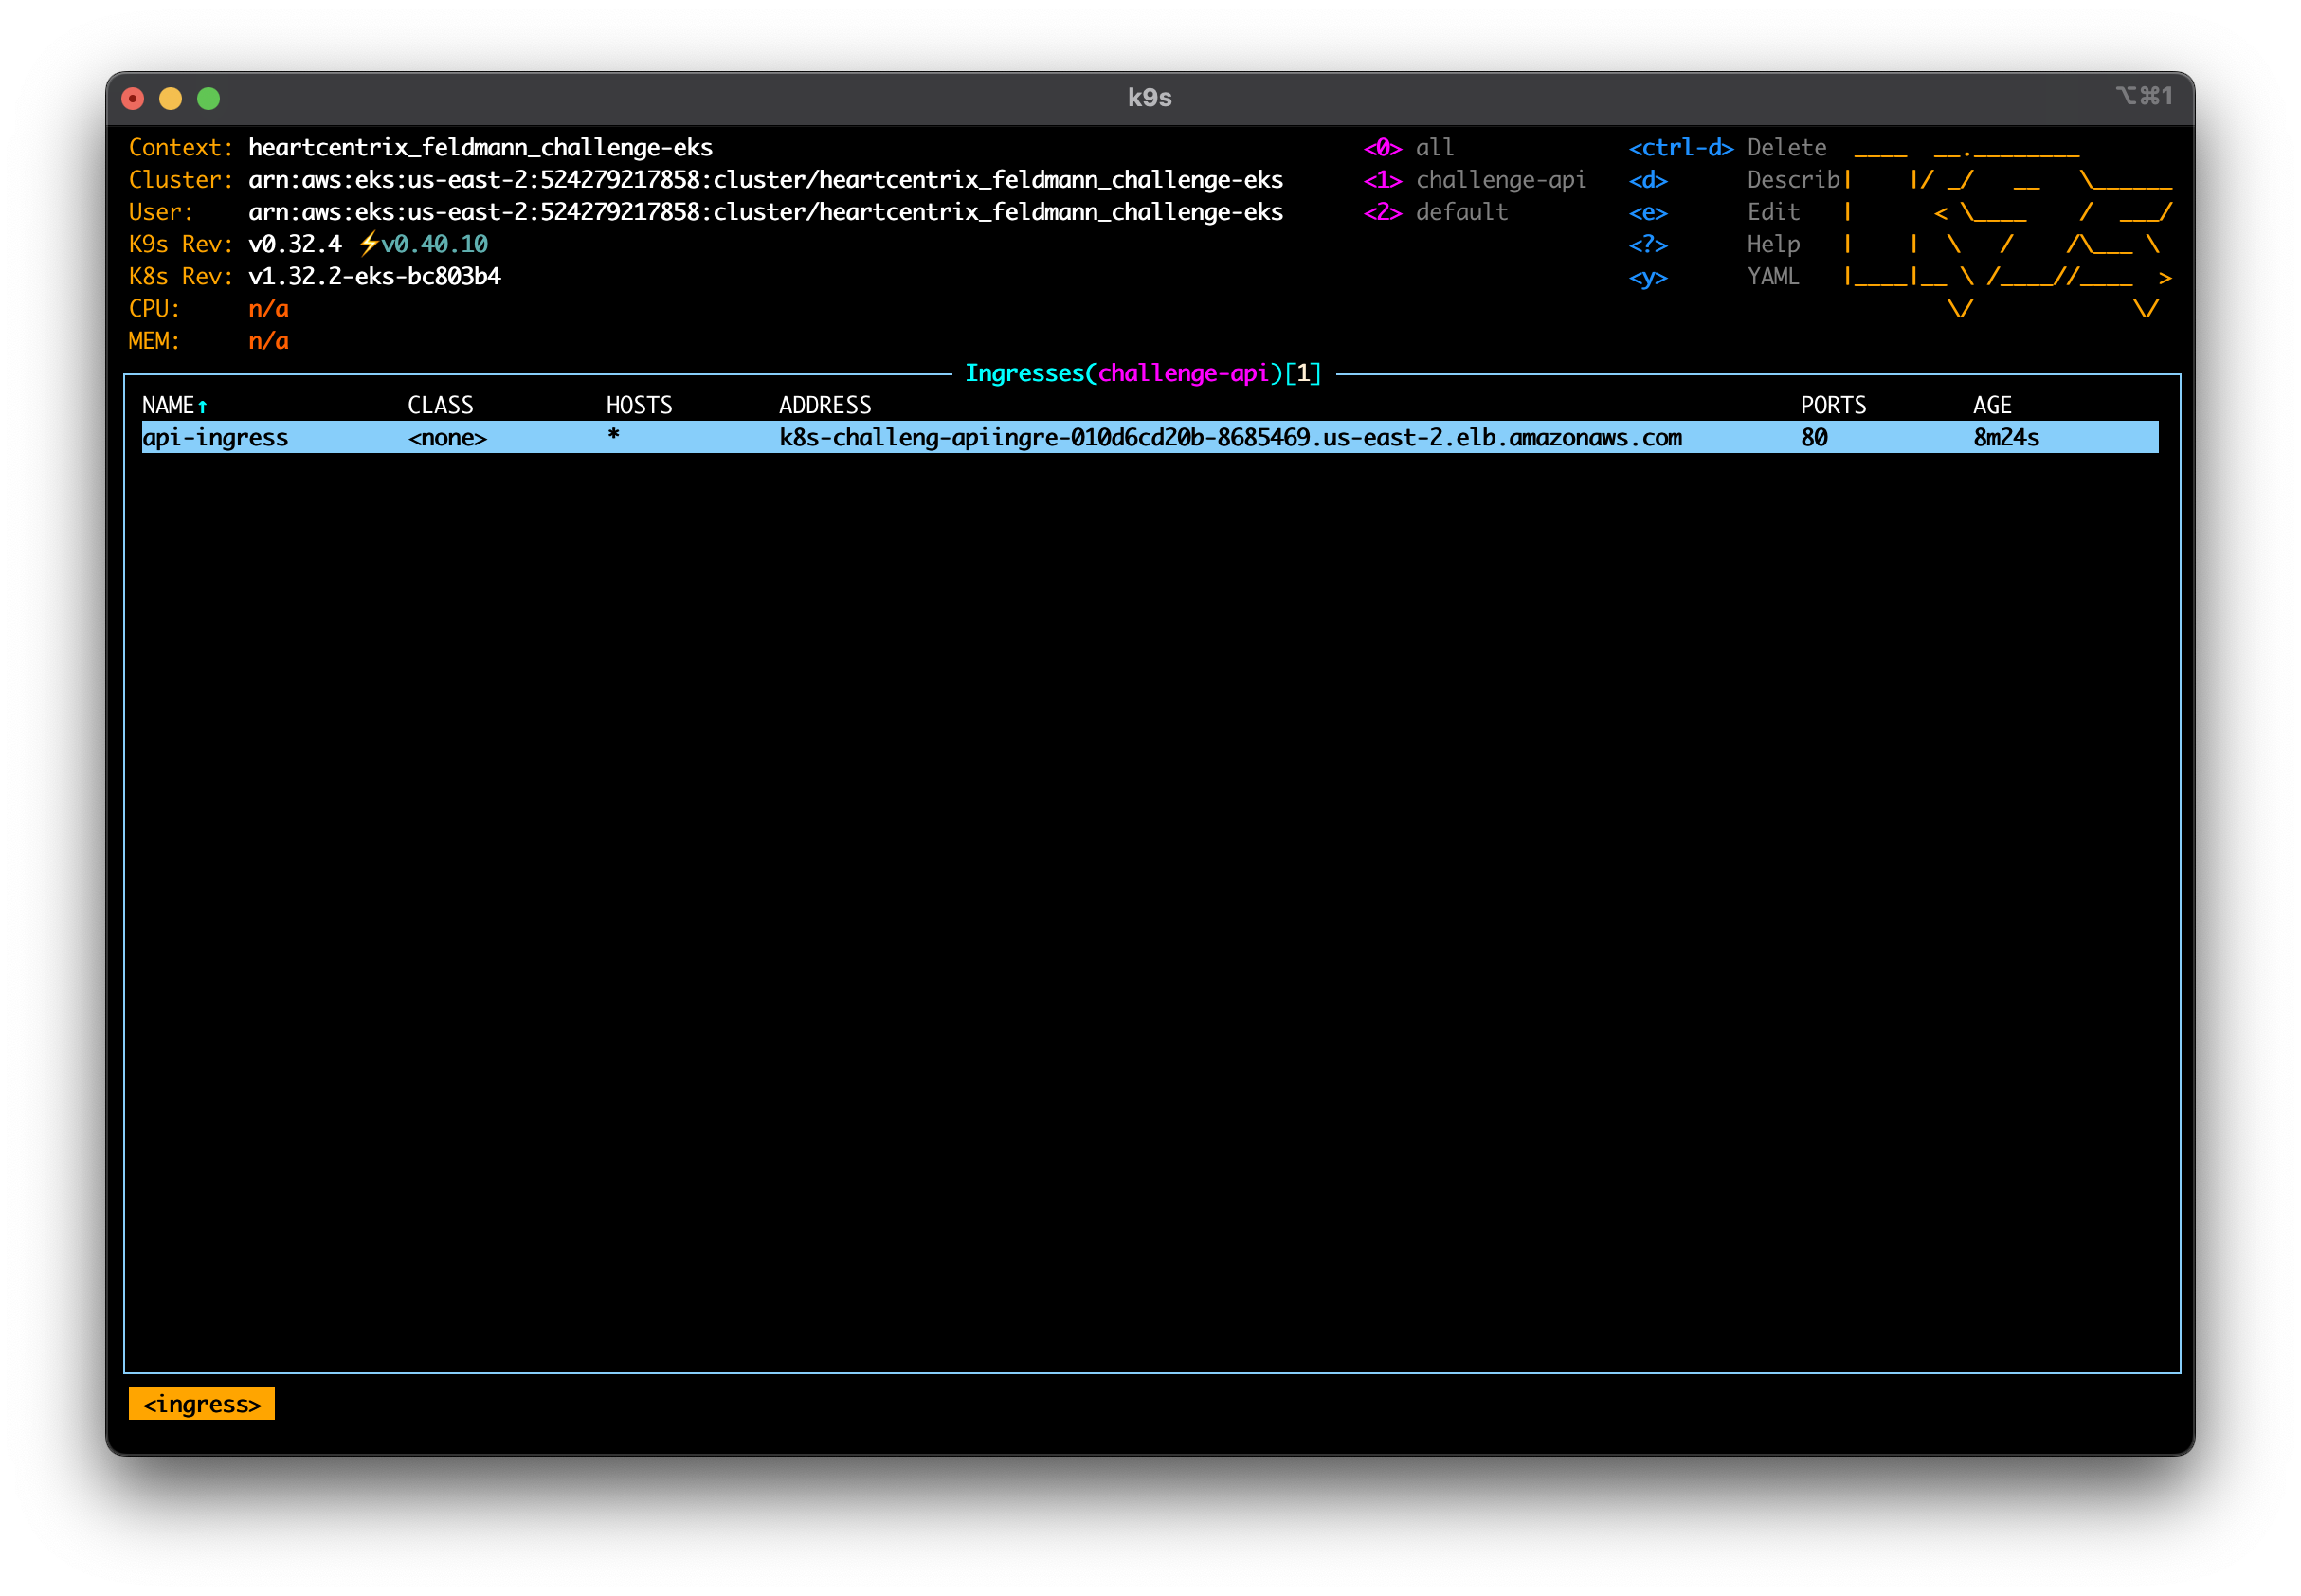 k9s ⌥⌘1
Context: heartcentrix_feldmann_challenge-eks <0> all <ctrl-d> Delete
Cluster: arn:aws:eks:us-east-2:524279217858:cluster/heartcentrix_feldmann_challenge-eks <1> challenge-api <d> Describ
User: arn:aws:eks:us-east-2:524279217858:cluster/heartcentrix_feldmann_challenge-eks <2> default <e> Edit
K9s Rev: v0.32.4 ⚡v0.40.10 <?> Help
K8s Rev: v1.32.2-eks-bc803b4 <y> YAML
CPU: n/a
MEM: n/a
Ingresses(challenge-api)[1]
NAME↑ CLASS HOSTS ADDRESS PORTS AGE
api-ingress <none> * k8s-challeng-apiingre-010d6cd20b-8685469.us-east-2.elb.amazonaws.com 80 8m24s
<ingress>